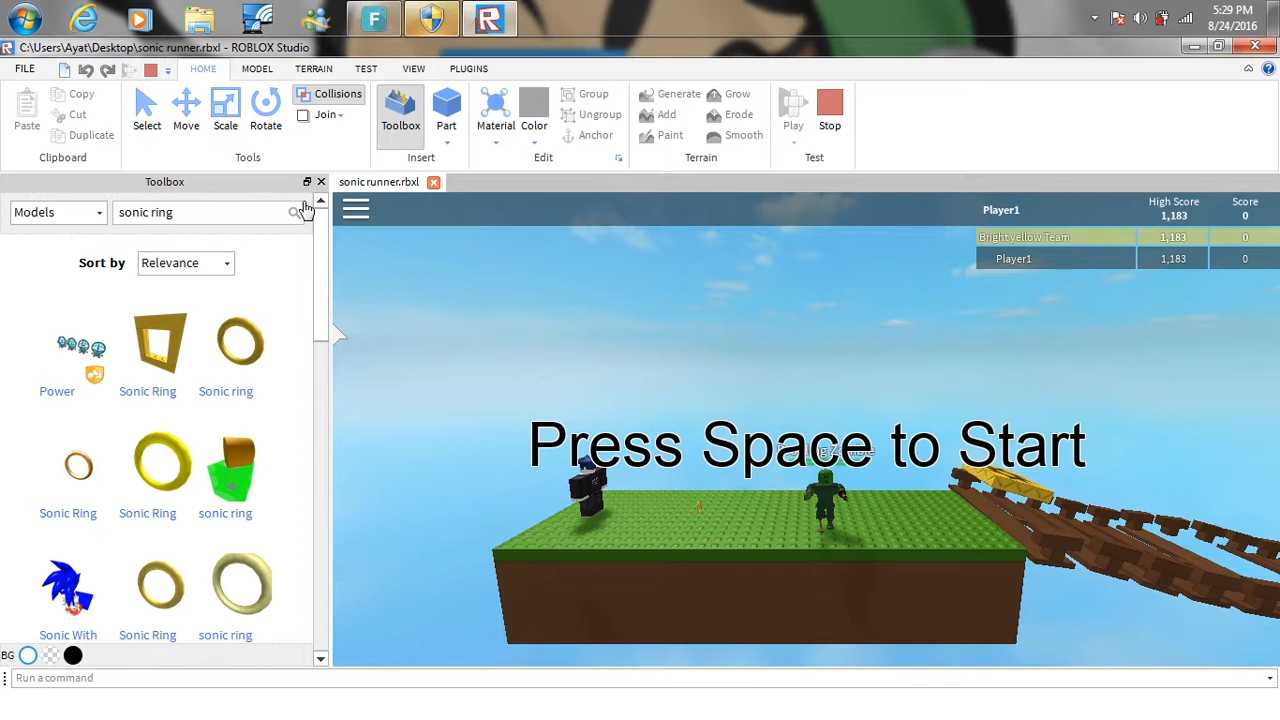 5:29 PM
8/24/2016
C:\Users\Ayat\Desktop\sonic runner.rbxl - ROBLOX Studio
FILE HOME MODEL TERRAIN TEST VIEW PLUGINS
Paste
Copy
Cut
Duplicate
Clipboard
Select Move Scale Rotate
Collisions
Join
Tools
Toolbox Part
Insert
Material Color
Group
Ungroup
Anchor
Edit
Generate Grow
Add Erode
Paint Smooth
Terrain
Play Stop
Test
Toolbox
Models sonic ring
Sort by Relevance
Power Sonic Ring Sonic ring
Sonic Ring Sonic Ring sonic ring
Sonic With Sonic Ring sonic ring
BG
sonic runner.rbxl
Player1 High Score Score
1,183 0
Bright yellow Team 1,183 0
Player1 1,183 0
Press Space to Start
Run a command